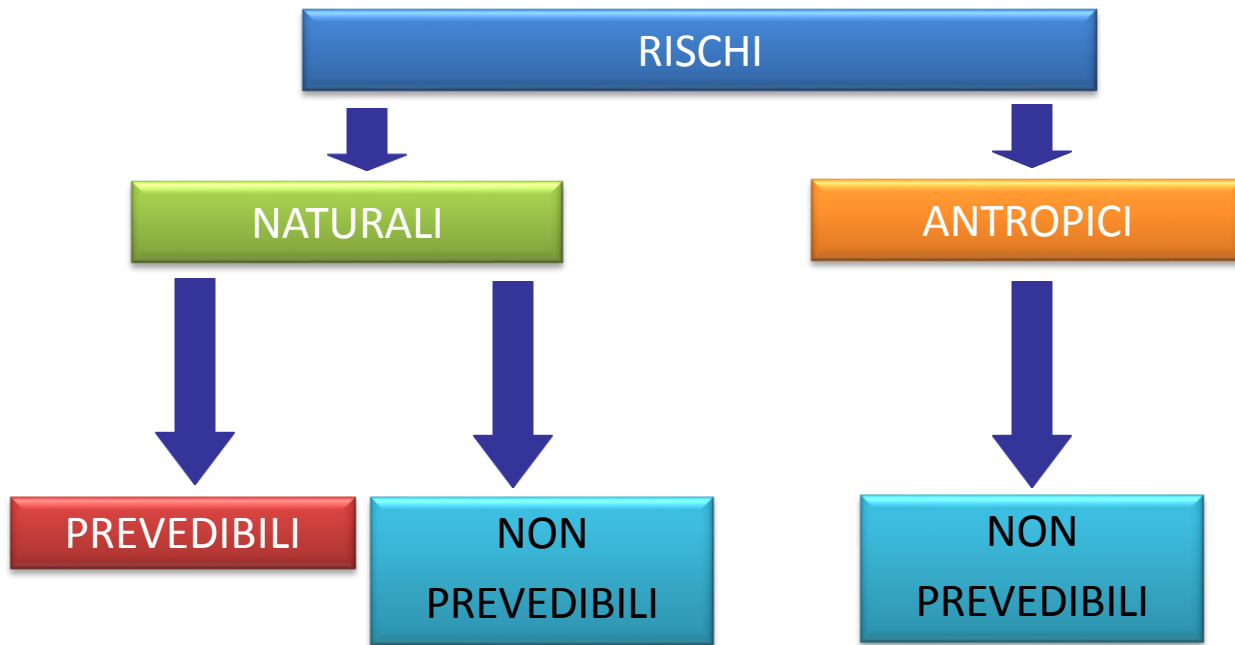 RISCHI
NATURALI
ANTROPICI
PREVEDIBILI
NON
PREVEDIBILI
NON
PREVEDIBILI